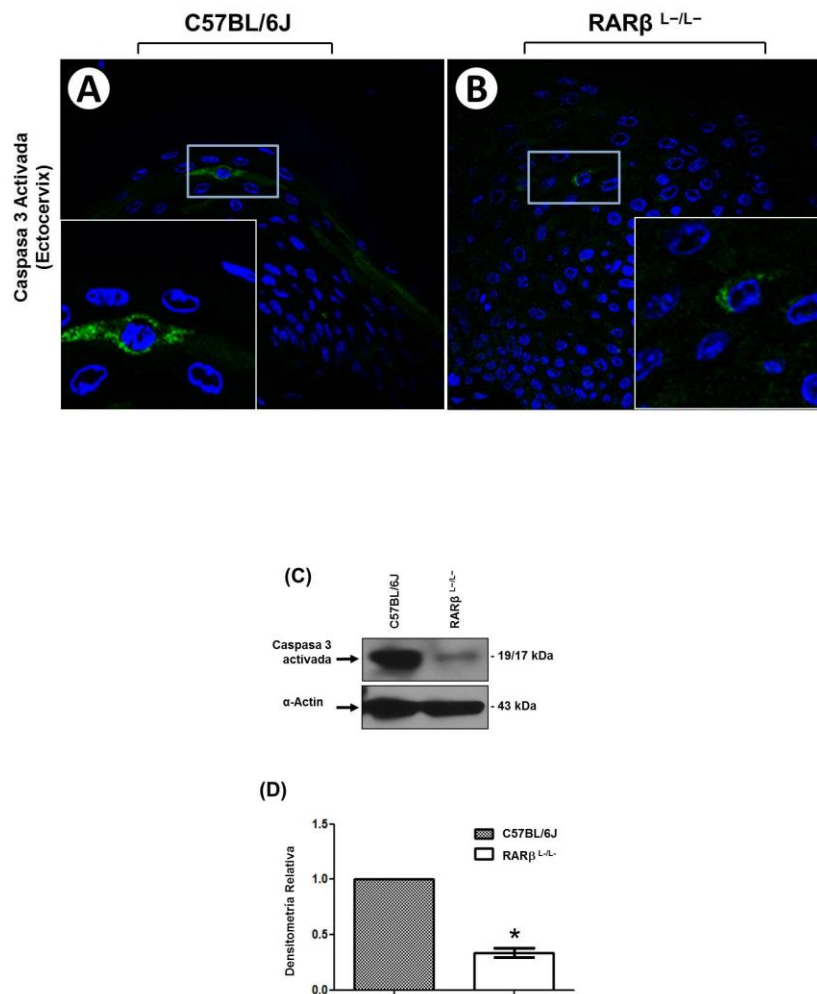 C57BL/6J
RARβ L−/L−
A
B
Caspasa 3 Activada
(Ectocervix)
(C)
C57BL/6J
RARβ L−/L−
Caspasa 3
activada
- 19/17 kDa
α-Actin
- 43 kDa
(D)
1.5
1.0
0.5
0.0
Densitometría Relativa
C57BL/6J
RARβ L-/L-
*